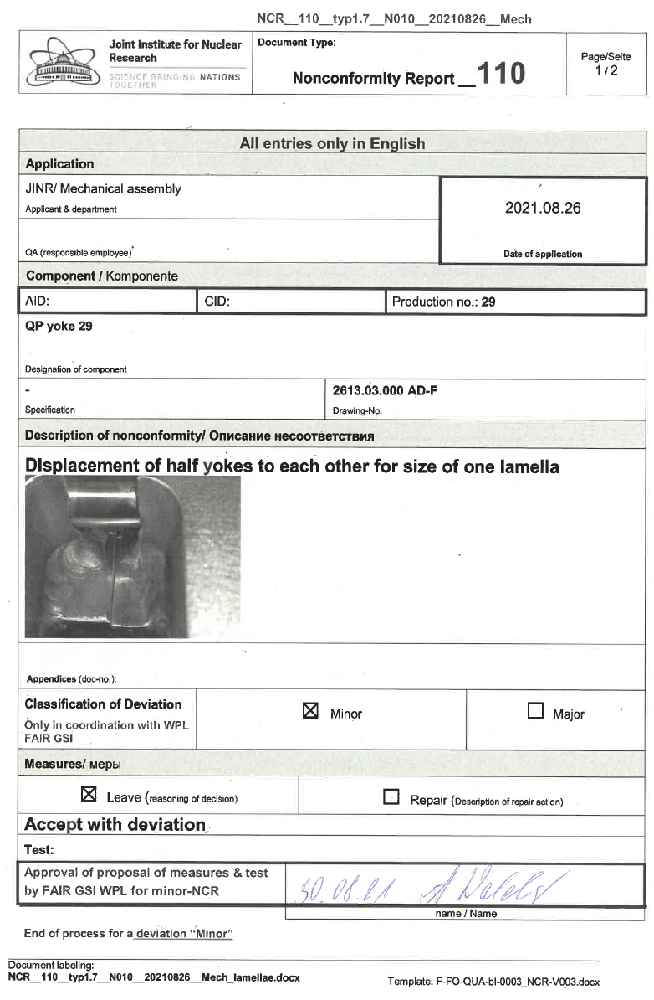 NCR__110__typ1.7__N010__20210826__Mech
Joint Institute for Nuclear
Research
SCIENCE BRINGING NATIONS
TOGETHER
Document Type:
Nonconformity Report __110
Page/Seite
1 / 2
All entries only in English
Application
JINR/ Mechanical assembly
Applicant & department
2021.08.26
QA (responsible employee)*
Date of application
Component / Komponente
AID:
CID:
Production no.: 29
QP yoke 29
Designation of component
-
2613.03.000 AD-F
Specification
Drawing-No.
Description of nonconformity/ Описание несоответствия
Displacement of half yokes to each other for size of one lamella
Appendices (doc-no.):
Classification of Deviation
Only in coordination with WPL
FAIR GSI
☒ Minor
☐ Major
Measures/ меры
☒ Leave (reasoning of decision)
☐ Repair (Description of repair action)
Accept with deviation
Test:
Approval of proposal of measures & test
by FAIR GSI WPL for minor-NCR
30.08.21
name / Name
End of process for a deviation “Minor”
Document labeling:
NCR__110__typ1.7__N010__20210826__Mech_lamellae.docx
Template: F-FO-QUA-bl-0003_NCR-V003.docx